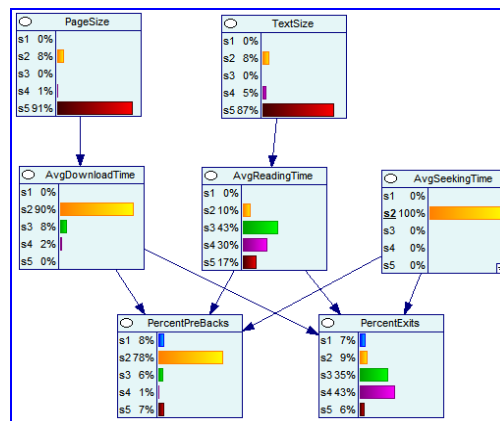 PageSize
s1 0%
s2 8%
s3 0%
s4 1%
s5 91%
TextSize
s1 0%
s2 8%
s3 0%
s4 5%
s5 87%
AvgDownloadTime
s1 0%
s2 90%
s3 8%
s4 2%
s5 0%
AvgReadingTime
s1 0%
s2 10%
s3 43%
s4 30%
s5 17%
AvgSeekingTime
s1 0%
s2 100%
s3 0%
s4 0%
s5 0%
PercentPreBacks
s1 8%
s2 78%
s3 6%
s4 1%
s5 7%
PercentExits
s1 7%
s2 9%
s3 35%
s4 43%
s5 6%